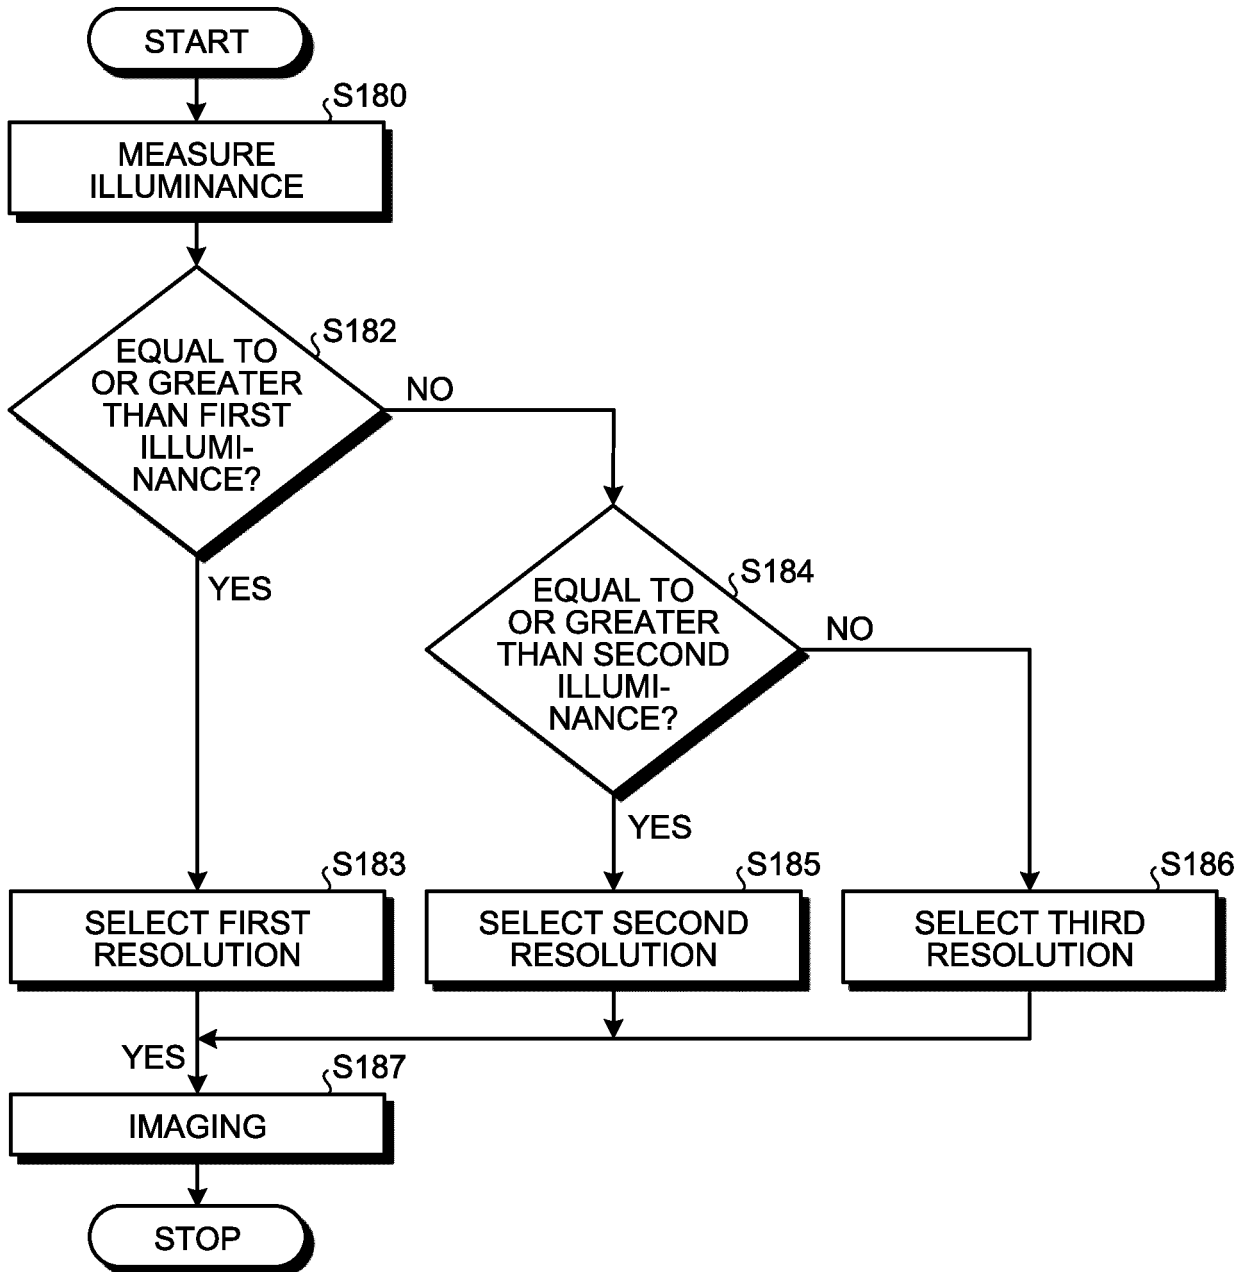 START
S180
MEASURE
ILLUMINANCE
S182
EQUAL TO
OR GREATER
THAN FIRST
ILLUMI-
NANCE?
NO
YES
S184
EQUAL TO
OR GREATER
THAN SECOND
ILLUMI-
NANCE?
NO
YES
S183
SELECT FIRST
RESOLUTION
S185
SELECT SECOND
RESOLUTION
S186
SELECT THIRD
RESOLUTION
YES
S187
IMAGING
STOP